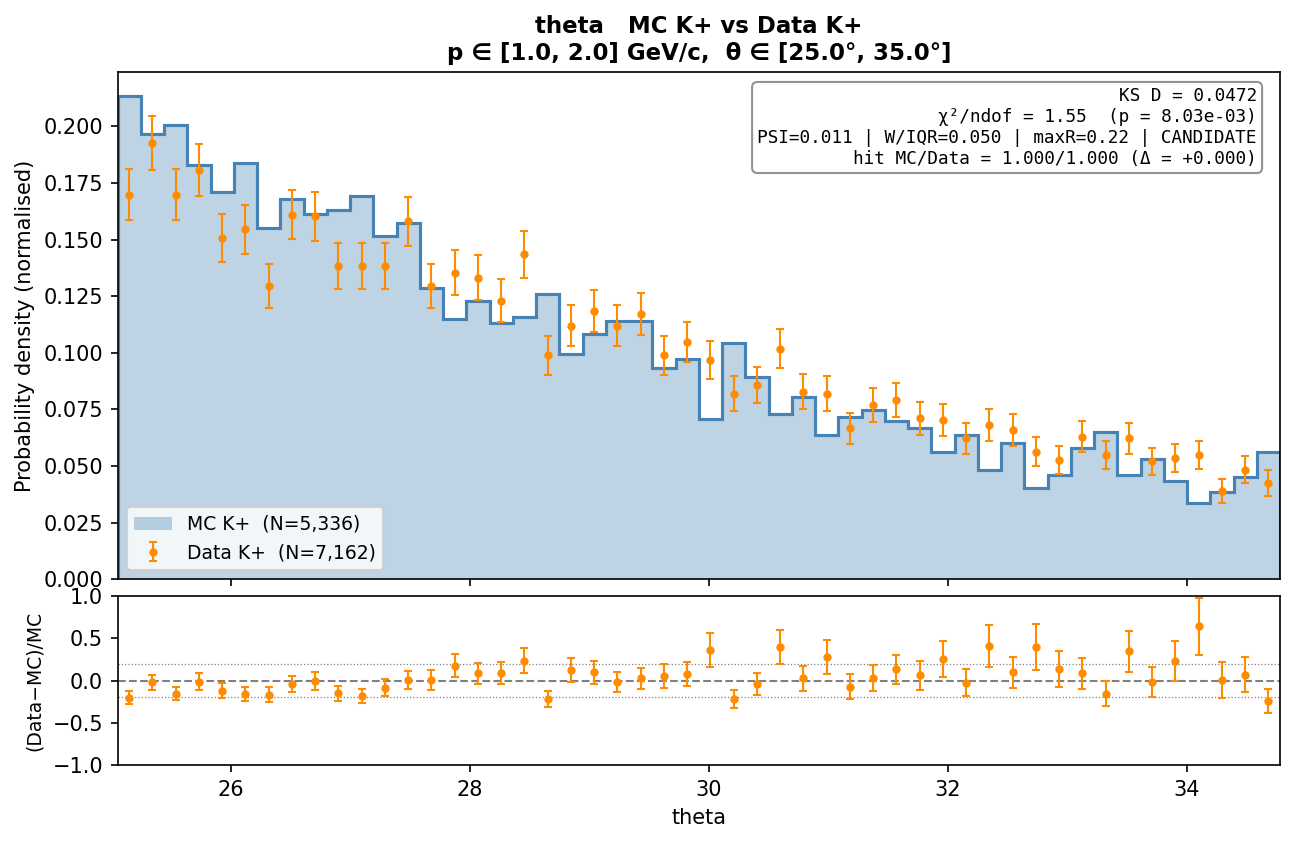 theta   MC K+ vs Data K+
p ∈ [1.0, 2.0] GeV/c,  θ ∈ [25.0°, 35.0°]
KS D = 0.0472
χ²/ndof = 1.55  (p = 8.03e-03)
PSI=0.011 | W/IQR=0.050 | maxR=0.22 | CANDIDATE
hit MC/Data = 1.000/1.000 (Δ = +0.000)
Probability density (normalised)
0.200
0.175
0.150
0.125
0.100
0.075
0.050
0.025
0.000
MC K+  (N=5,336)
Data K+  (N=7,162)
(Data−MC)/MC
1.0
0.5
0.0
−0.5
−1.0
26 28 30 32 34
theta